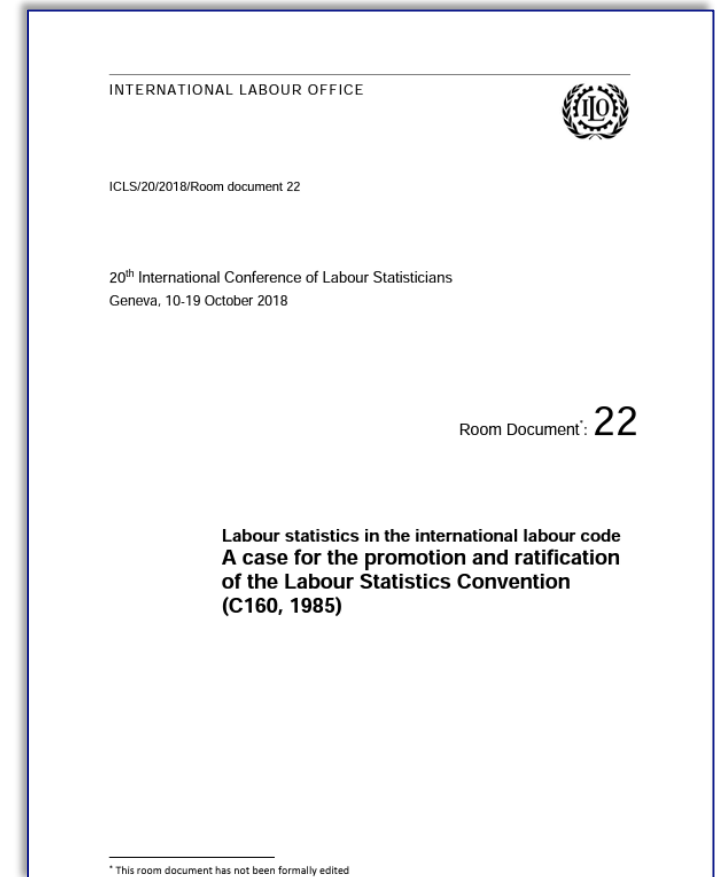 INTERNATIONAL LABOUR OFFICE
ILO
ICLS/20/2018/Room document 22
20th International Conference of Labour Statisticians
Geneva, 10-19 October 2018
Room Document*: 22
Labour statistics in the international labour code
A case for the promotion and ratification
of the Labour Statistics Convention
(C160, 1985)
* This room document has not been formally edited